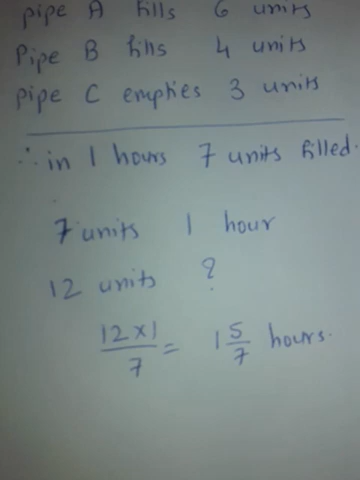 pipe A fills 6 units
Pipe B fills 4 units
pipe C empties 3 units
∴ in 1 hours 7 units filled.
7 units 1 hour
12 units ?
12 x 1 / 7 = 1 5/7 hours.